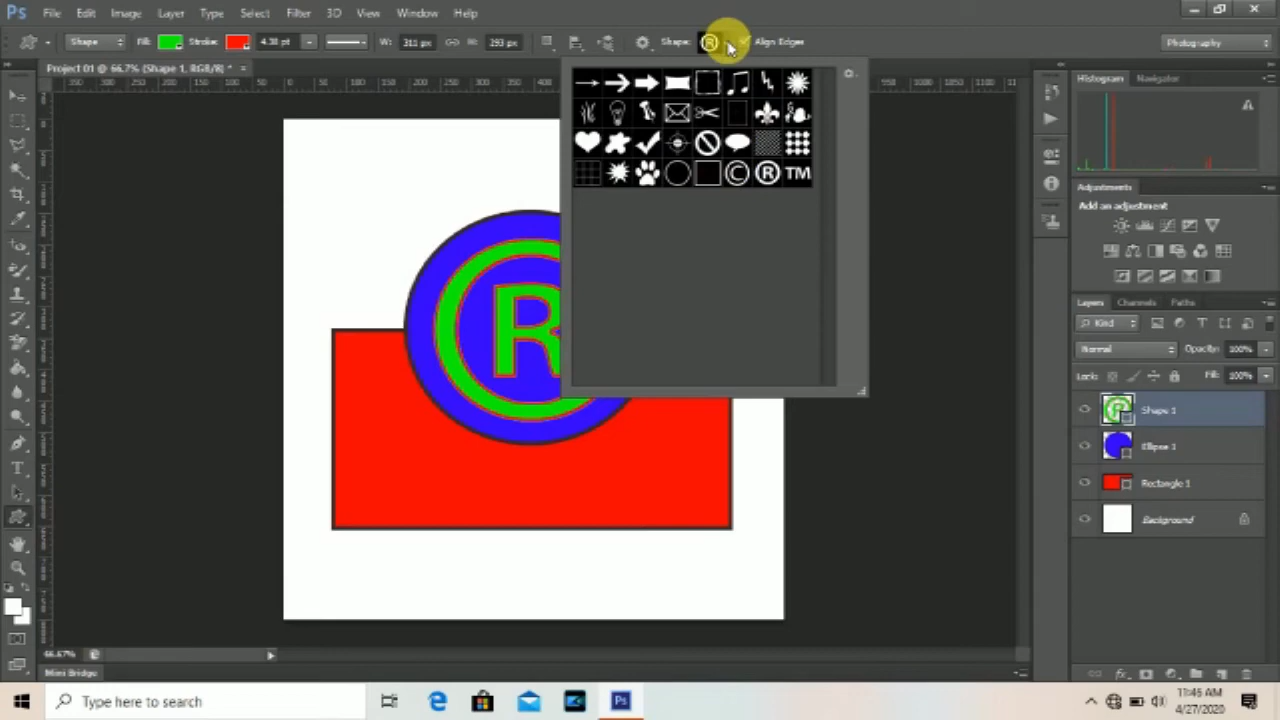 Ps File Edit Image Layer Type Select Filter 3D View Window Help
Shape Fill: Stroke: 4.38 pt W: 311 px H: 293 px Shape: ® Align Edges Photography
Project 01 @ 66.7% (Shape 1, RGB/8) * ×
Histogram Navigator
© ® TM
R
Adjustments
Add an adjustment
Layers Channels Paths
Kind
Normal Opacity: 100%
Lock: Fill: 100%
Shape 1
Ellipse 1
Rectangle 1
Background
66.67%
Mini Bridge
Type here to search
11:45 AM
4/27/2020